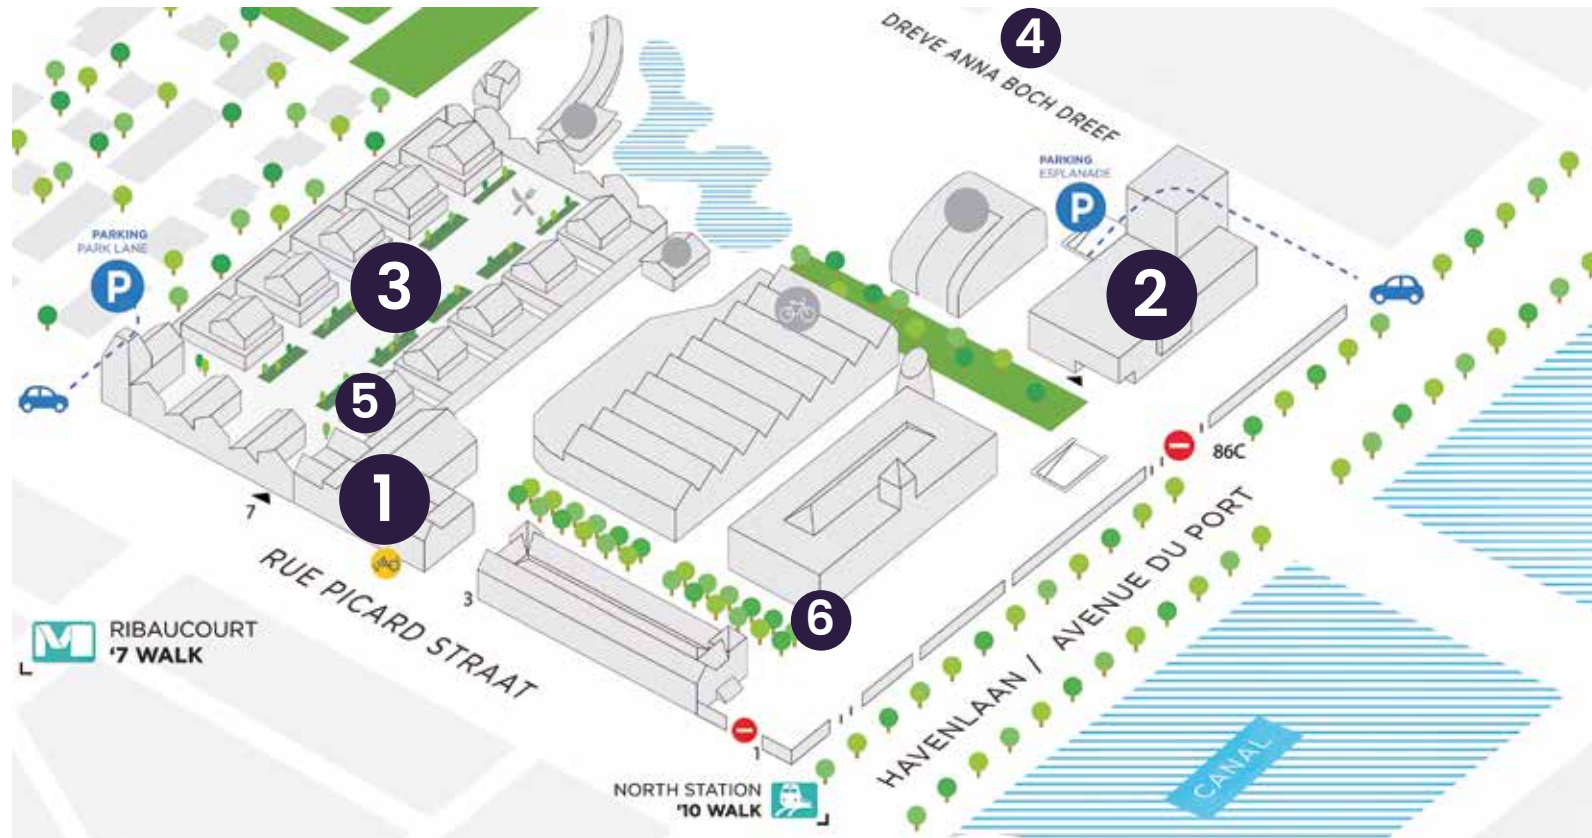 4
DREVE ANNA BOCH DREEF
PARKING
ESPLANADE
P
PARKING
PARK LANE
P
3
2
5
1
7
86C
RUE PICARD STRAAT
3
6
HAVENLAAN / AVENUE DU PORT
M
RIBAUCOURT
'7 WALK
1
NORTH STATION
'10 WALK
CANAL